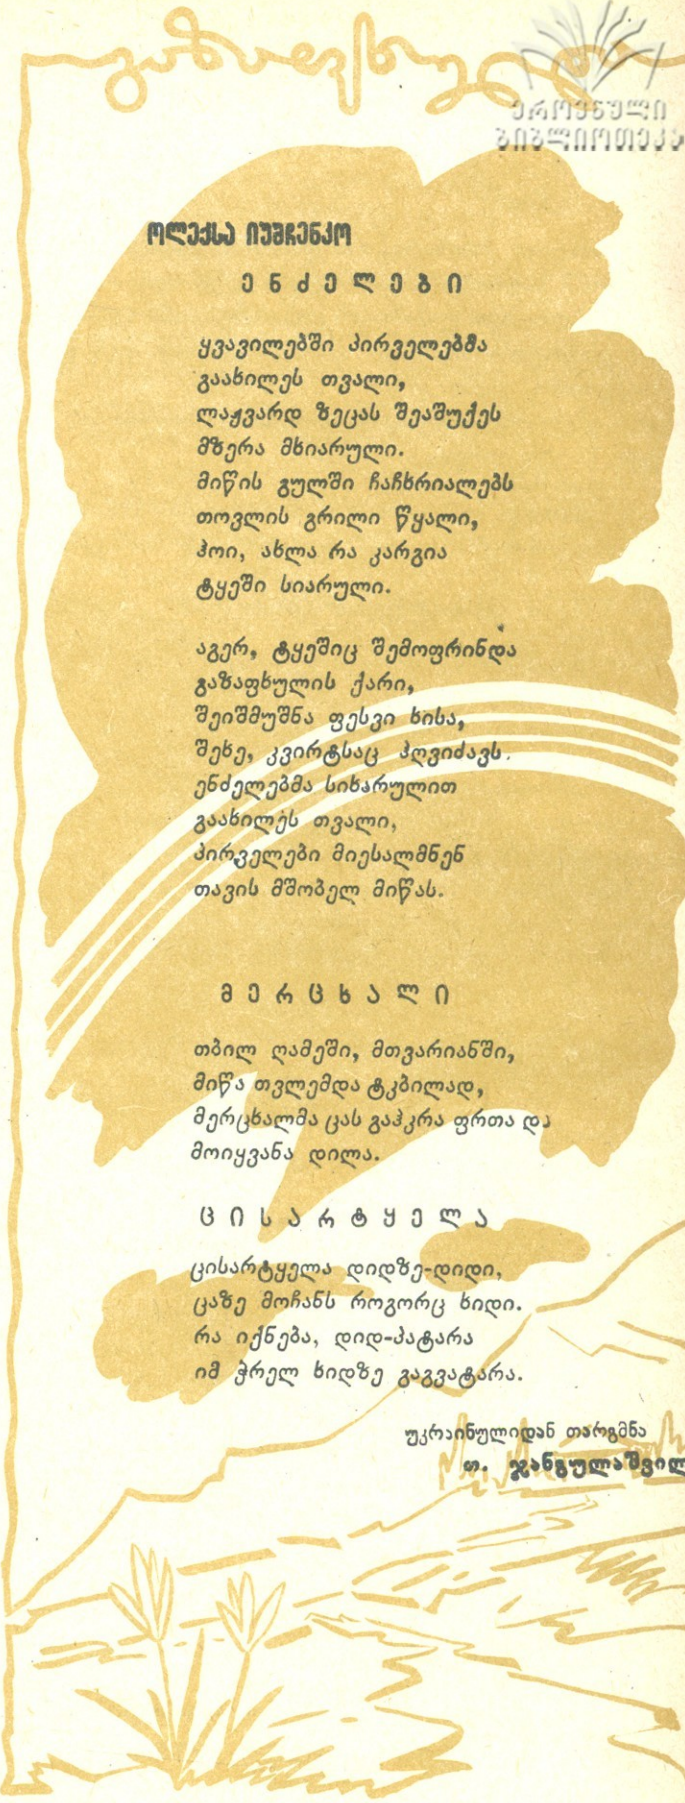 გაზაფხული
ეროვნული
ბიბლიოთეკა
ოლექსა იუშჩენკო
ენძელები
ყვავილებში პირველებმა
გაახილეს თვალი,
ლაჟვარდ ზეცას შეაშუქეს
მზერა მხიარული.
მიწის გულში ჩაჩხრიალებს
თოვლის გრილი წყალი,
ჰოი, ახლა რა კარგია
ტყეში სიარული.
აგერ, ტყეშიც შემოფრინდა
გაზაფხულის ქარი,
შეიშმუშნა ფესვი ხისა,
შეხე, კვირტსაც ჰღვიძავს.
ენძელებმა სიხარულით
გაახილეს თვალი,
პირველები მიესალმნენ
თავის მშობელ მიწას.
მერცხალი
თბილ ღამეში, მთვარიანში,
მიწა თვლემდა ტკბილად,
მერცხალმა ცას გაჰკრა ფრთა და
მოიყვანა დილა.
ცისარტყელა
ცისარტყელა დიდზე-დიდი,
ცაზე მოჩანს როგორც ხიდი.
რა იქნება, დიდ-პატარა
იმ ჭრელ ხიდზე გაგვატარა.
უკრაინულიდან თარგმნა
თ. ჯანგულაშვილ